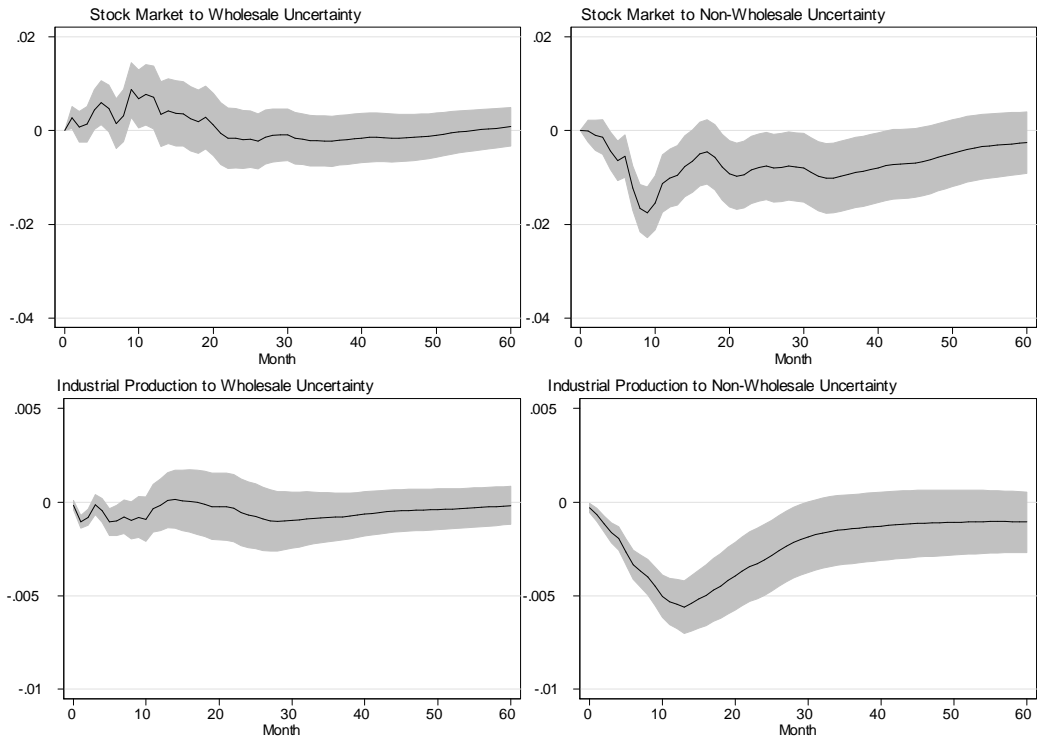 Stock Market to Wholesale Uncertainty
.02
0
-.02
-.04
0 10 20 30 40 50 60
Month
Stock Market to Non-Wholesale Uncertainty
.02
0
-.02
-.04
0 10 20 30 40 50 60
Month
Industrial Production to Wholesale Uncertainty
.005
0
-.005
-.01
0 10 20 30 40 50 60
Month
Industrial Production to Non-Wholesale Uncertainty
.005
0
-.005
-.01
0 10 20 30 40 50 60
Month